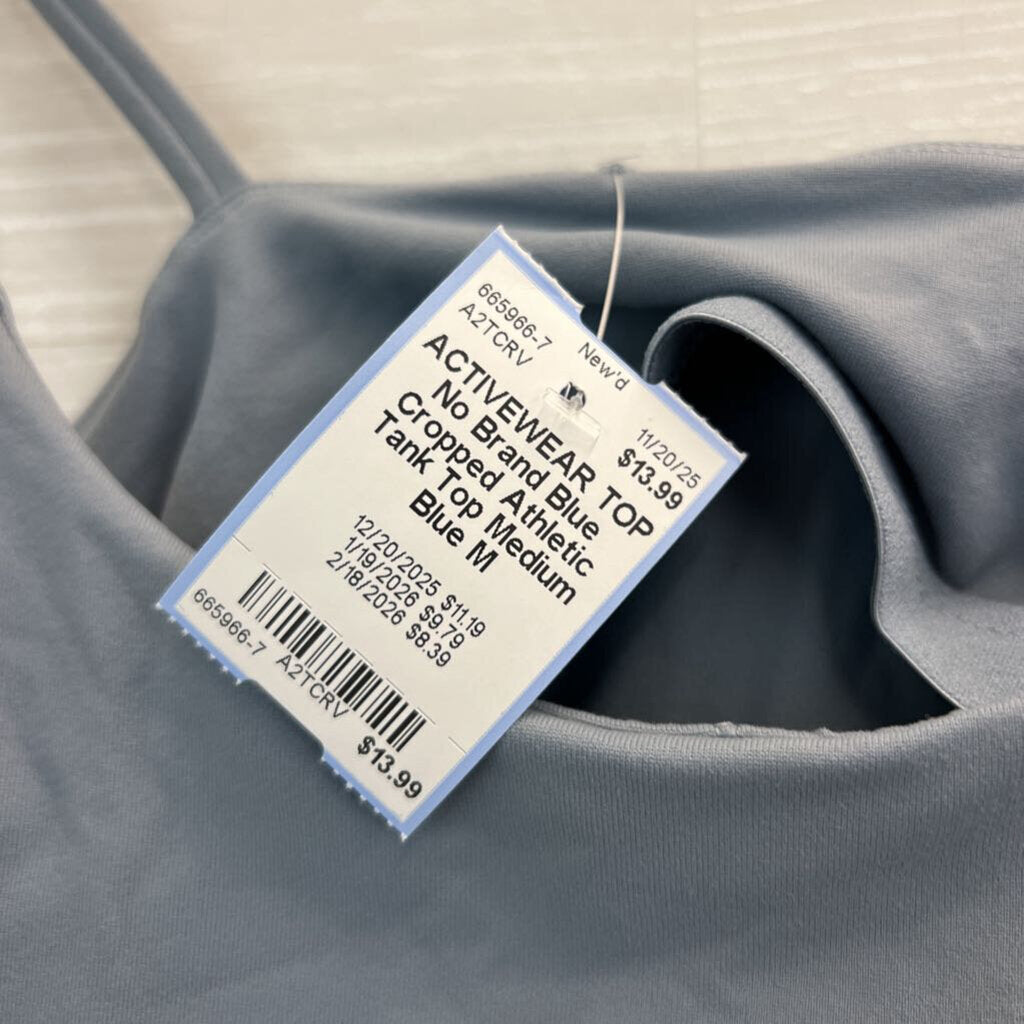 665966-7
A2TCRV
New'd
11/20/25
$13.99
ACTIVEWEAR TOP
No Brand Blue
Cropped Athletic
Tank Top Medium
Blue M
12/20/2025 $11.19
1/19/2026 $9.79
2/18/2026 $8.39
665966-7 A2TCRV
$13.99